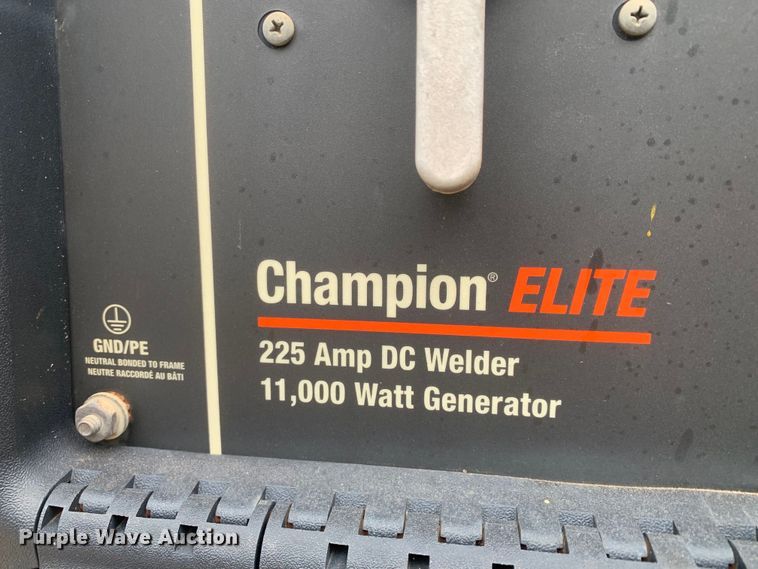 Champion® ELITE
225 Amp DC Welder
11,000 Watt Generator
GND/PE
NEUTRAL BONDED TO FRAME
NEUTRE RACCORDÉ AU BÂTI
Purple Wave Auction